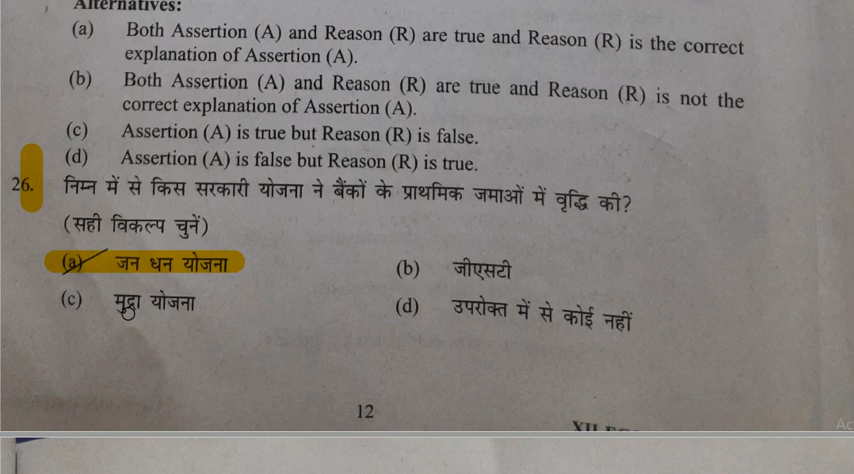 Alternatives:
(a) Both Assertion (A) and Reason (R) are true and Reason (R) is the correct
explanation of Assertion (A).
(b) Both Assertion (A) and Reason (R) are true and Reason (R) is not the
correct explanation of Assertion (A).
(c) Assertion (A) is true but Reason (R) is false.
(d) Assertion (A) is false but Reason (R) is true.
26. निम्न में से किस सरकारी योजना ने बैंकों के प्राथमिक जमाओं में वृद्धि की?
(सही विकल्प चुनें)
(a) जन धन योजना (b) जीएसटी
(c) मुद्रा योजना (d) उपरोक्त में से कोई नहीं
12
XII